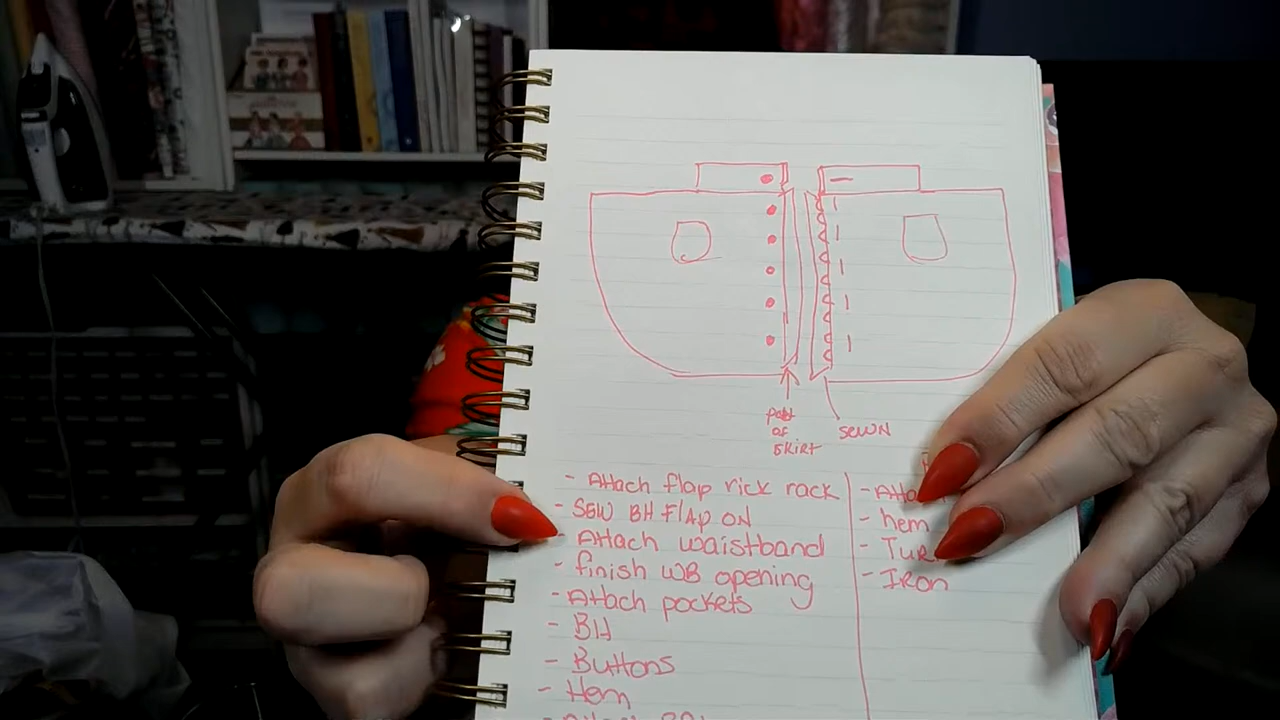 part
of
skirt
SEWN
- Attach flap rick rack
- SEW BH FlAP ON
- Attach waistband
- finish WB opening
- Attach pockets
- BH
- Buttons
- Hem
- hem
- IRon